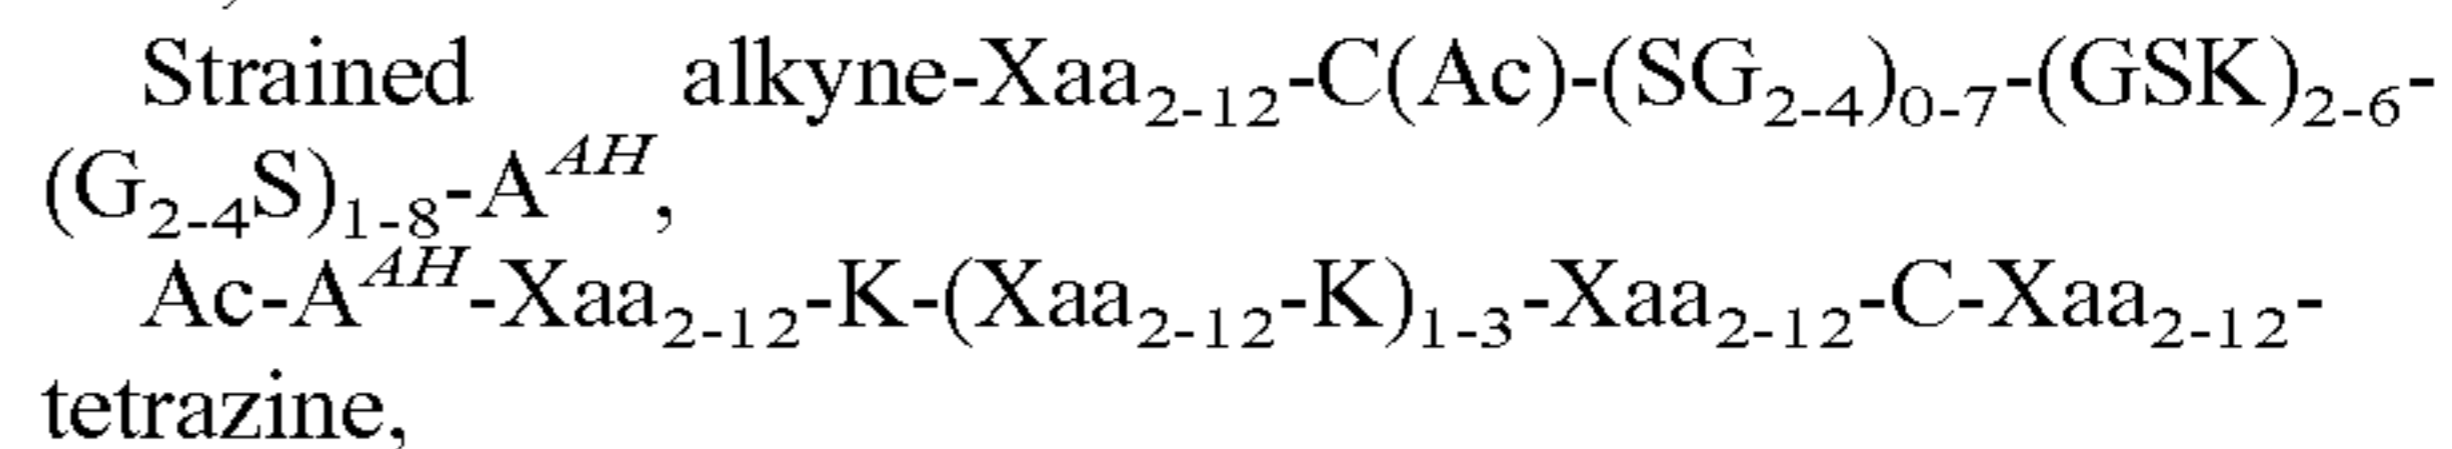 Strained alkyne-Xaa₂₋₁₂-C(Ac)-(SG₂₋₄)₀₋₇-(GSK)₂₋₆-
(G₂₋₄S)₁₋₈-Aᴬᴴ,
Ac-Aᴬᴴ-Xaa₂₋₁₂-K-(Xaa₂₋₁₂-K)₁₋₃-Xaa₂₋₁₂-C-Xaa₂₋₁₂-
tetrazine,